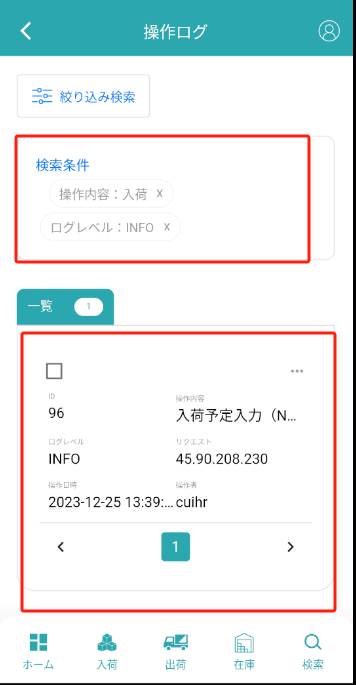 操作ログ
絞り込み検索
検索条件
操作内容：入荷 x
ログレベル：INFO x
一覧 1
ID 操作内容
96 入荷予定入力（N...
ログレベル リクエスト
INFO 45.90.208.230
操作日時 操作者
2023-12-25 13:39:... cuihr
1
ホーム 入荷 出荷 在庫 検索